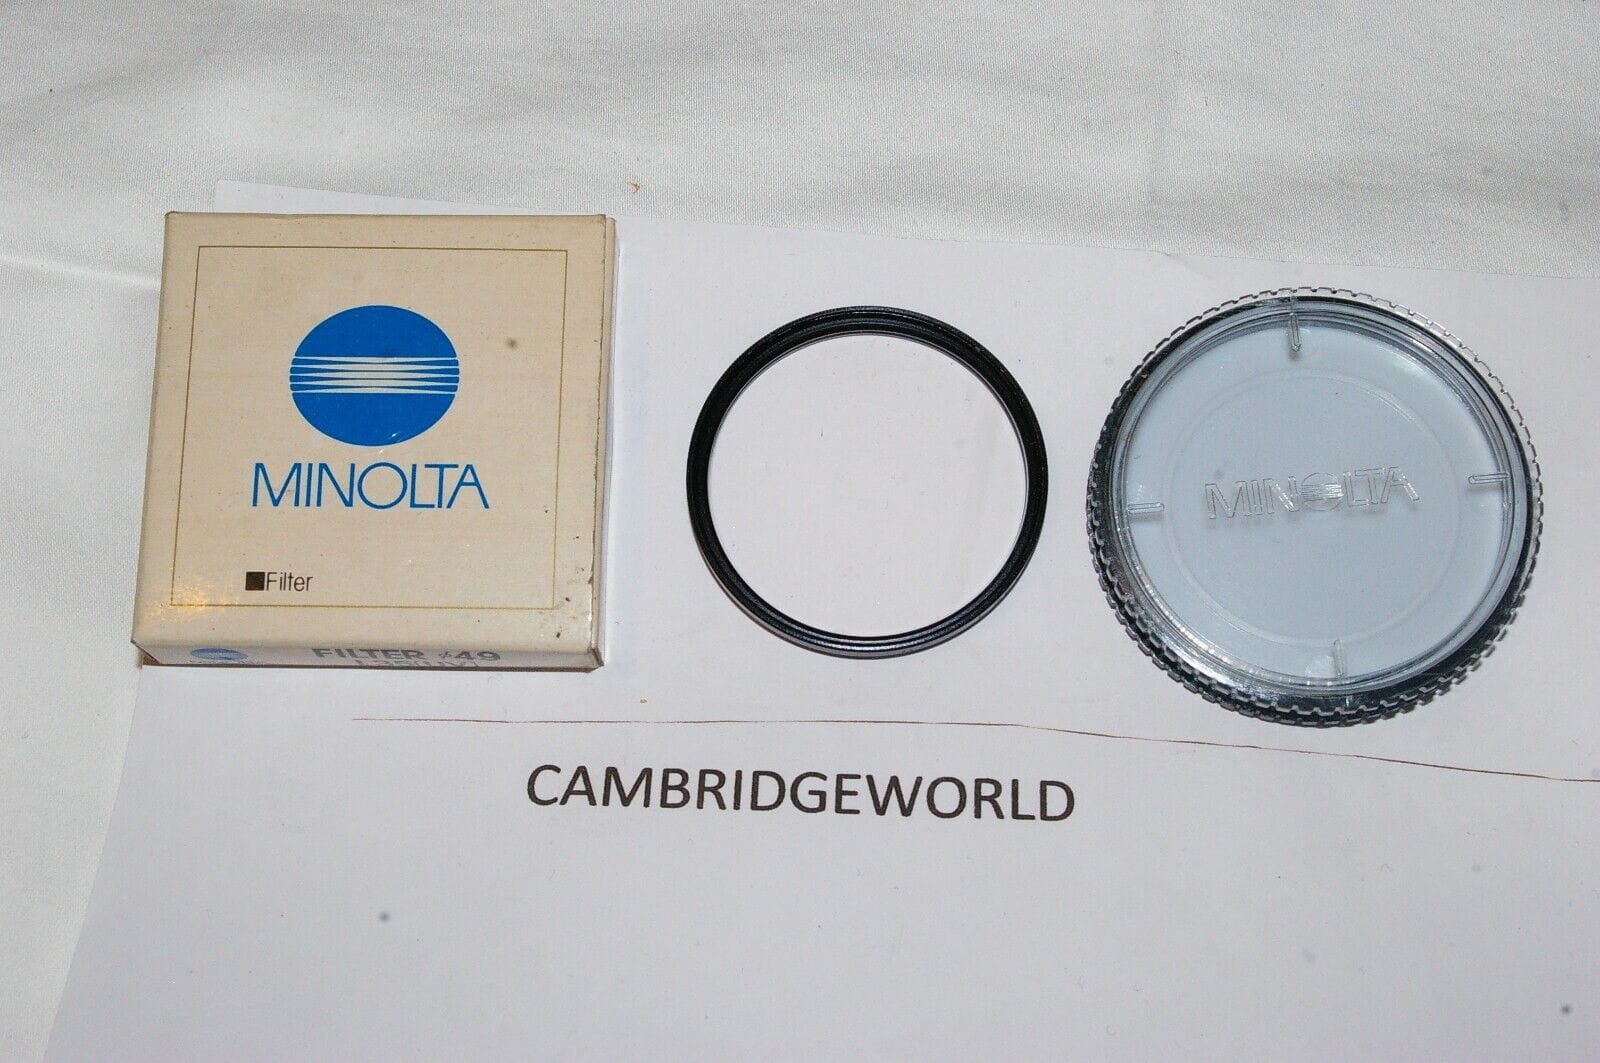 MINOLTA
■Filter
FILTER ⌀49
MINOLTA
CAMBRIDGEWORLD